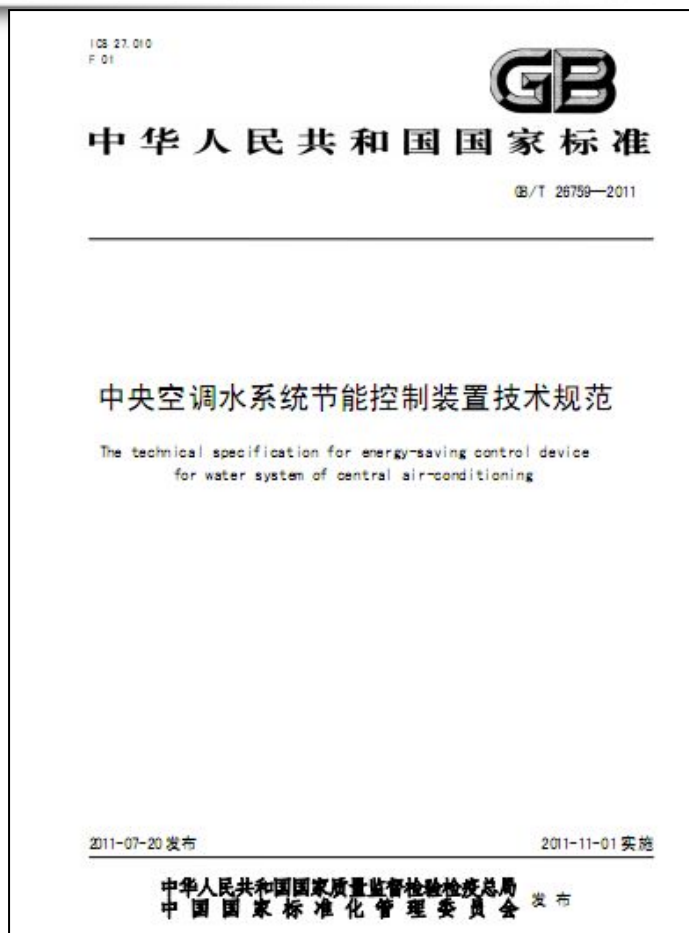 ICS 27.010
F 01
GB
中华人民共和国国家标准
GB/T 26759—2011
中央空调水系统节能控制装置技术规范
The technical specification for energy-saving control device
for water system of central air-conditioning
2011-07-20发布
2011-11-01实施
中华人民共和国国家质量监督检验检疫总局
中国国家标准化管理委员会
发布